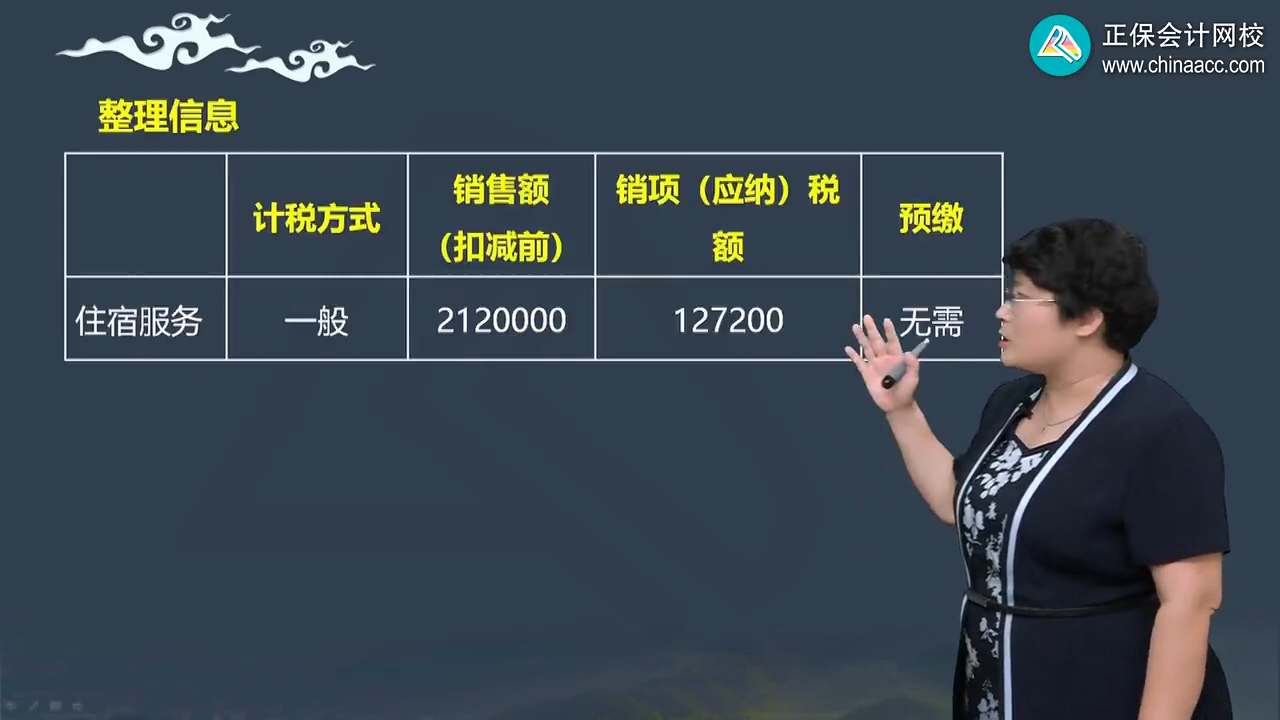 正保会计网校
www.chinaacc.com
整理信息
计税方式
销售额
（扣减前）
销项（应纳）税
额
预缴
住宿服务
一般
2120000
127200
无需